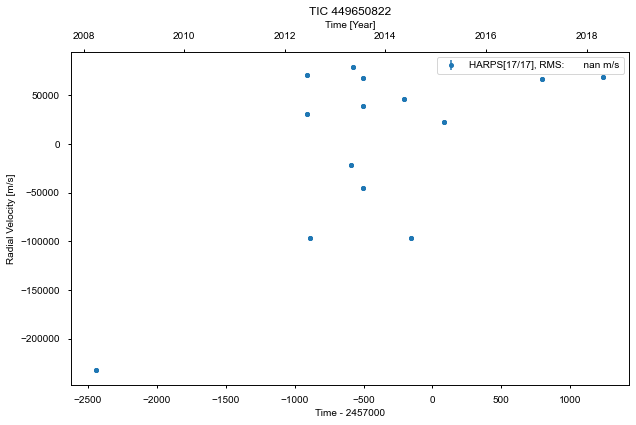 TIC 449650822
Time [Year]
2008 2010 2012 2014 2016 2018
HARPS[17/17], RMS: nan m/s
50000
0
−50000
−100000
−150000
−200000
Radial Velocity [m/s]
−2500 −2000 −1500 −1000 −500 0 500 1000
Time - 2457000